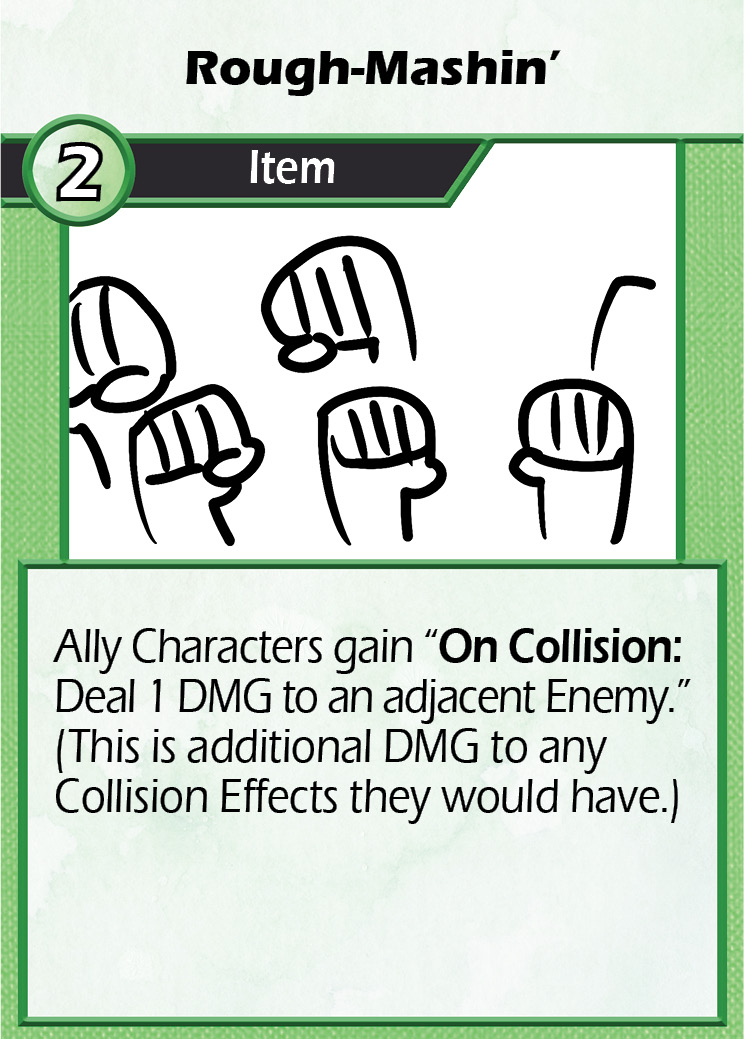 Rough-Mashin’
2
Item
Ally Characters gain “On Collision:
Deal 1 DMG to an adjacent Enemy.”
(This is additional DMG to any
Collision Effects they would have.)